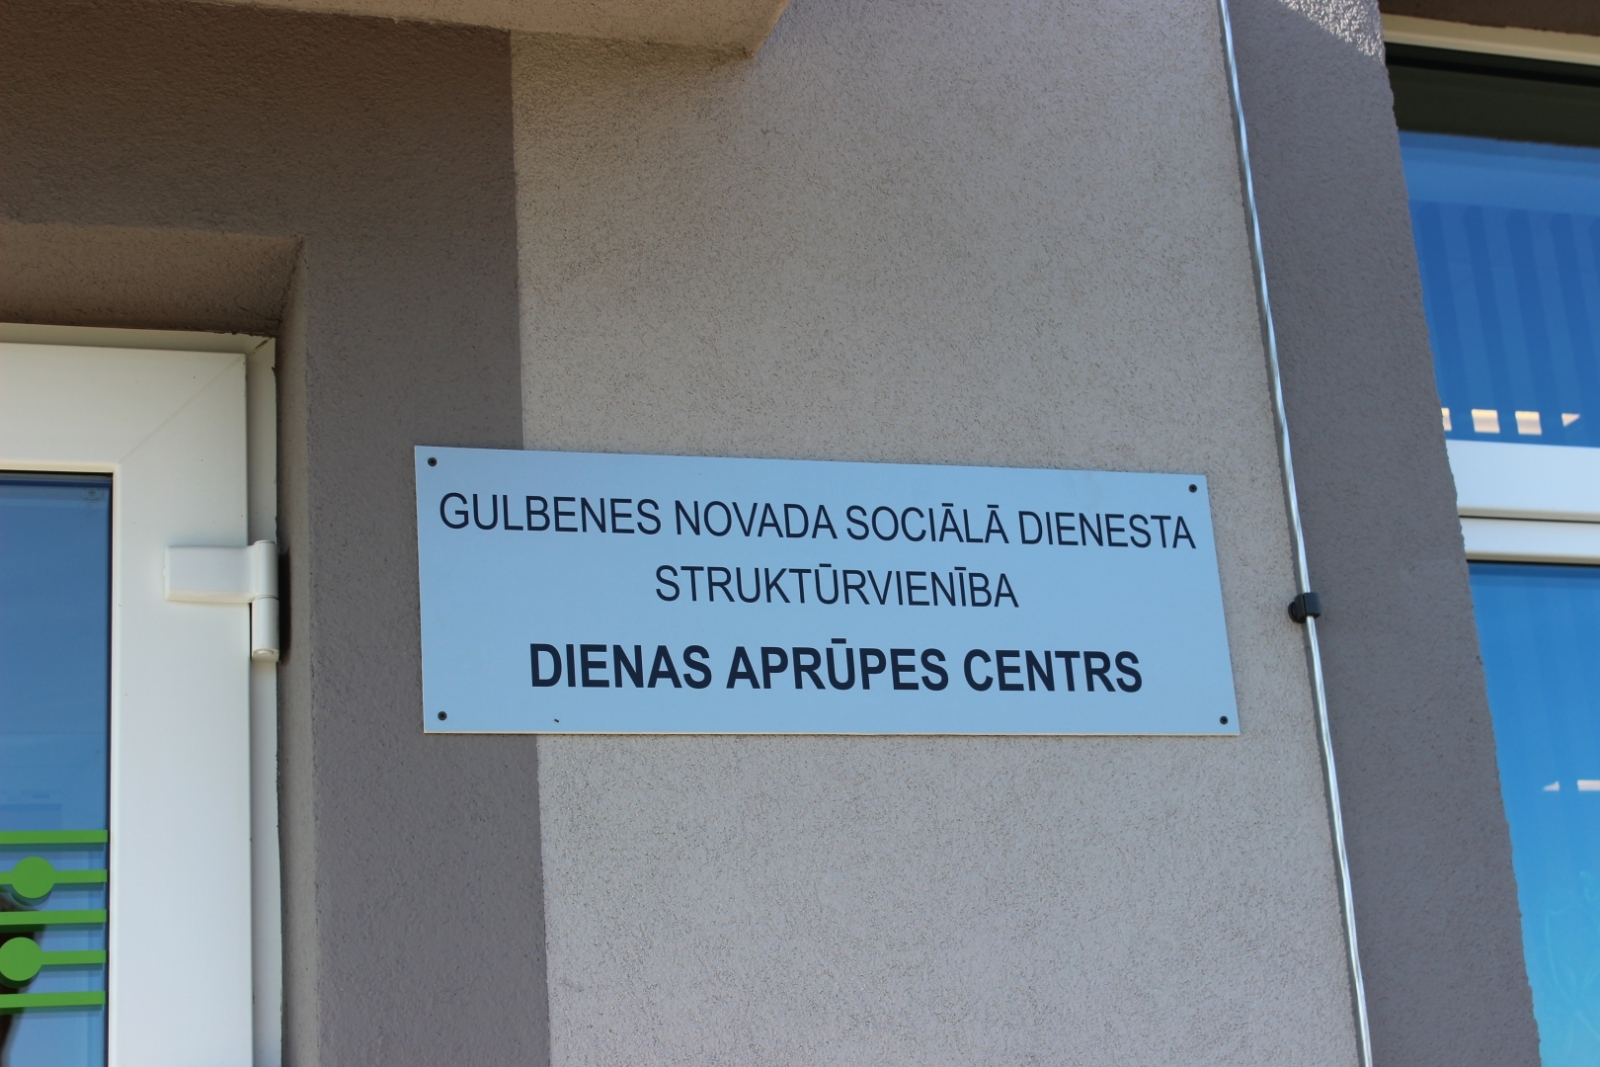 GULBENES NOVADA SOCIĀLĀ DIENESTA
STRUKTŪRVIENĪBA
DIENAS APRŪPES CENTRS